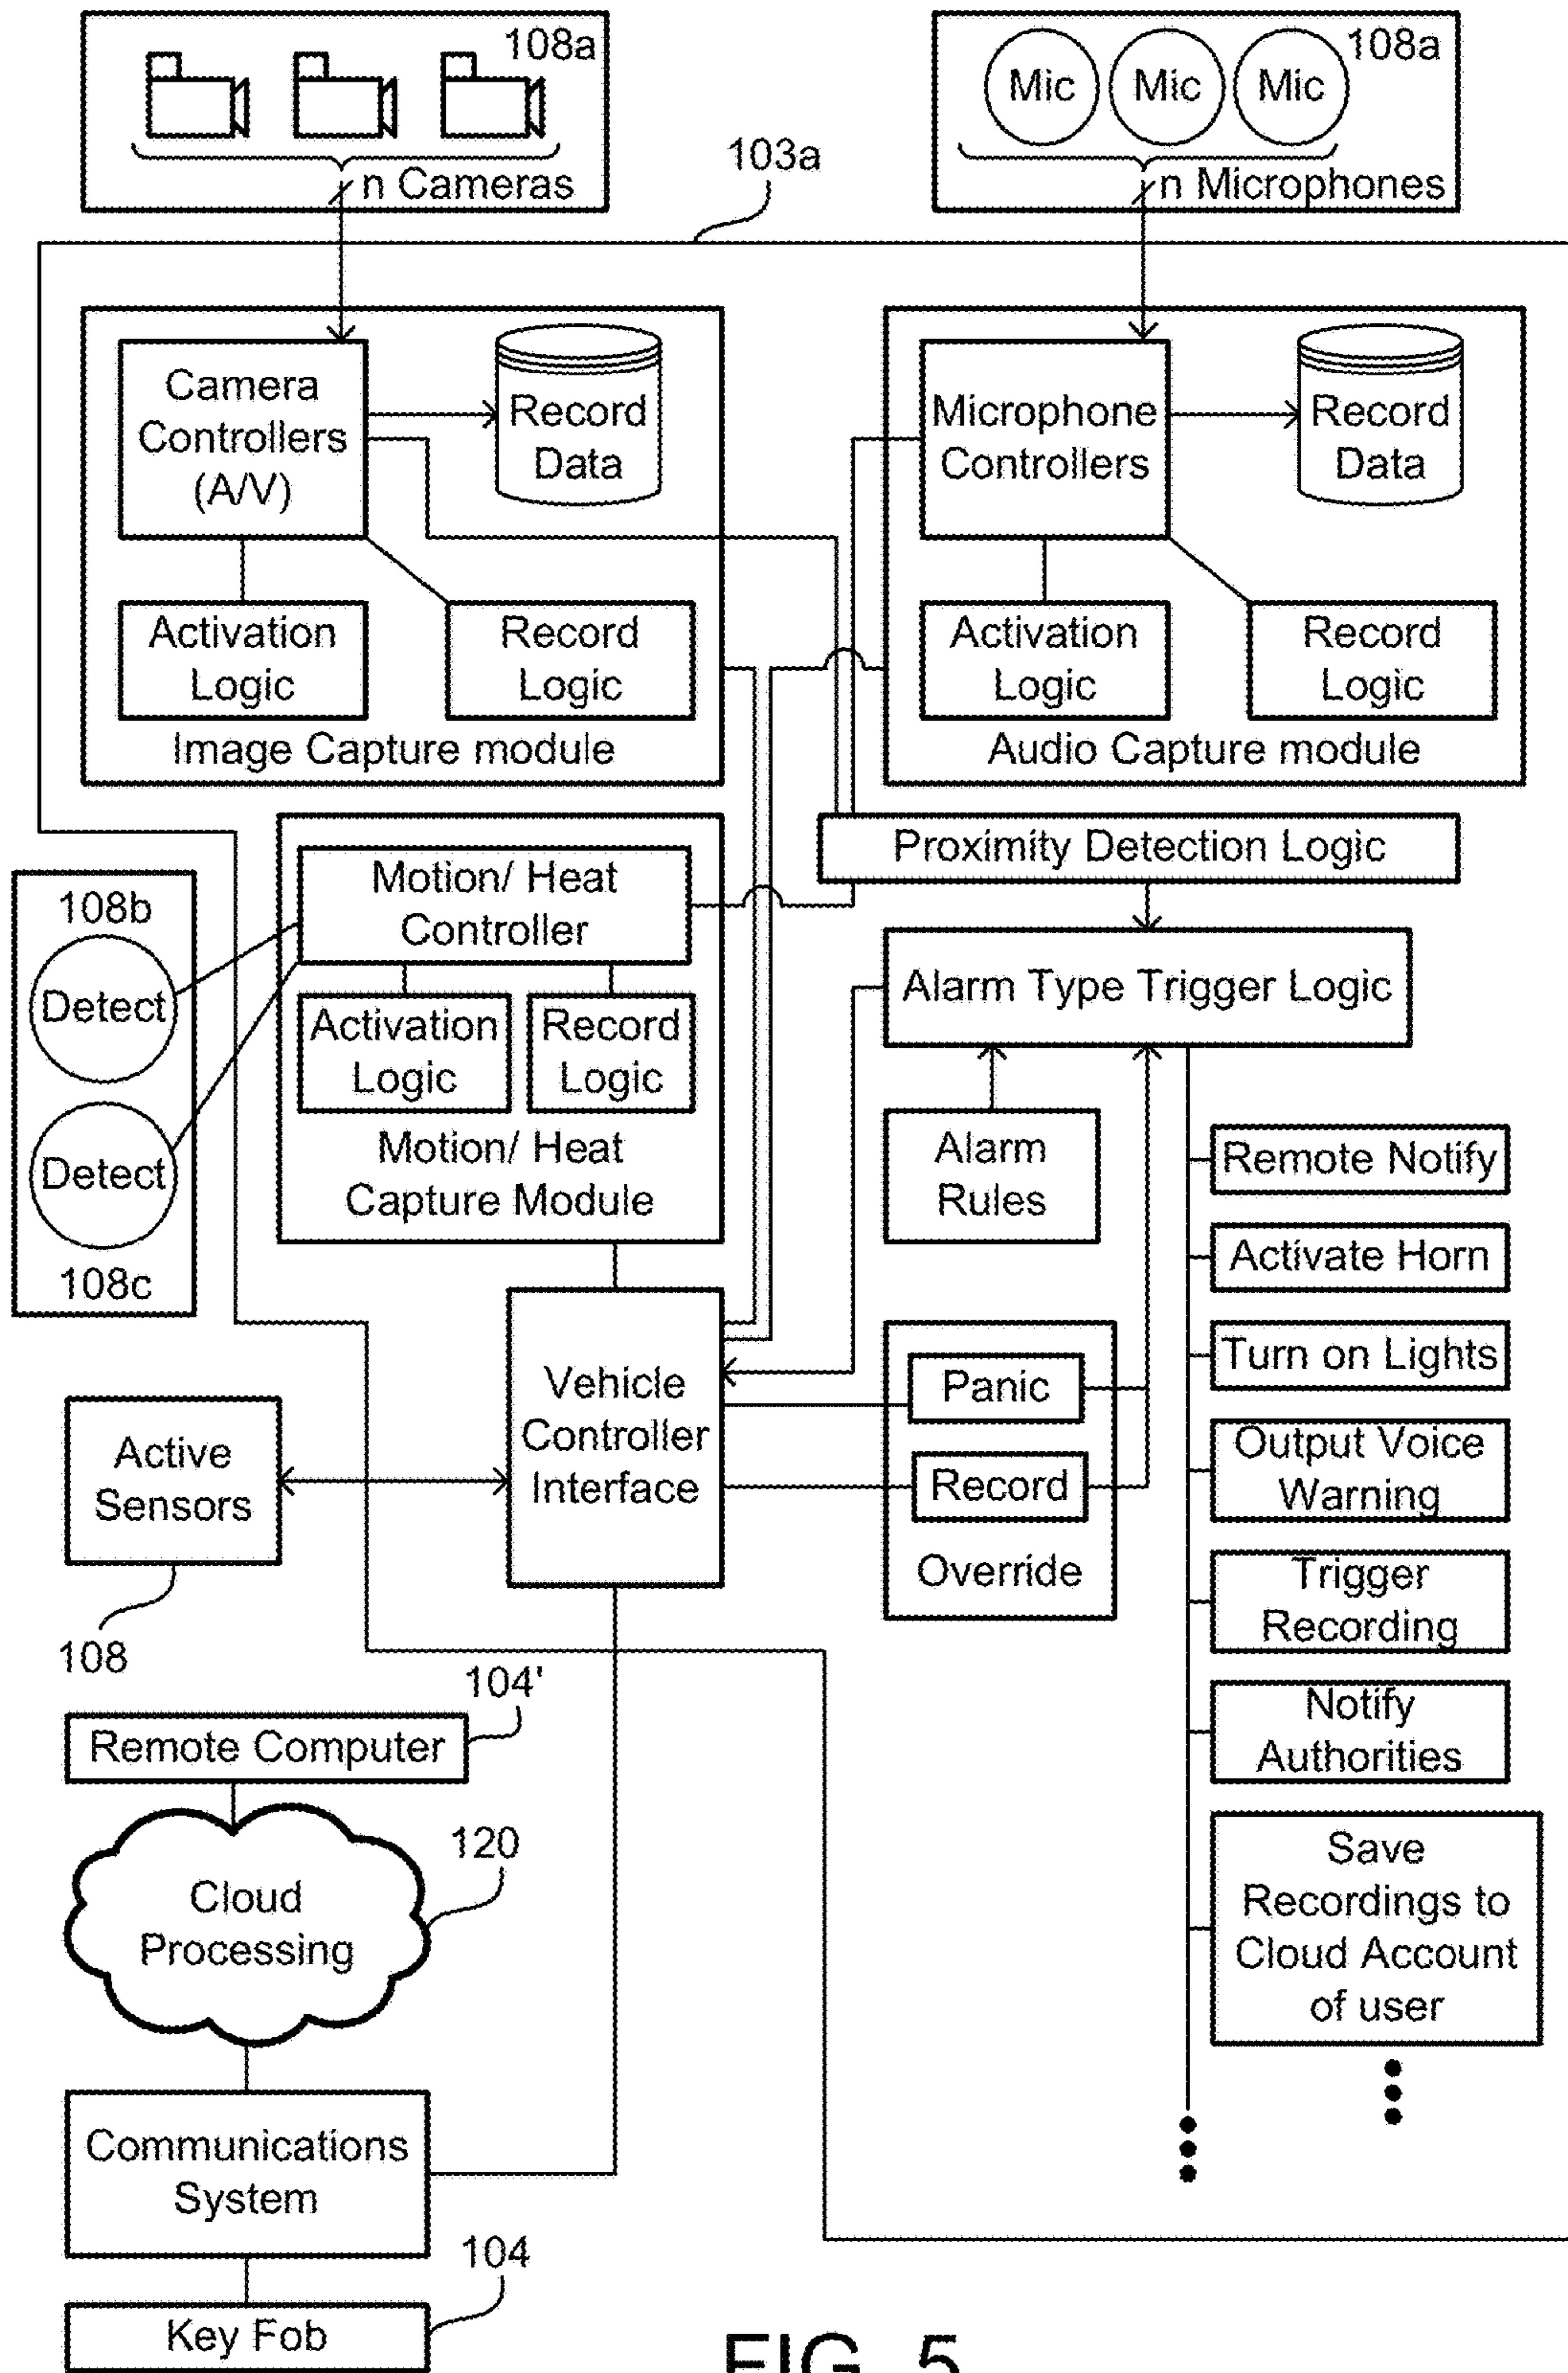 108a
n Cameras
108a
Mic Mic Mic
n Microphones
103a
Camera
Controllers
(A/V)
Record
Data
Activation
Logic
Record
Logic
Image Capture module
Microphone
Controllers
Record
Data
Activation
Logic
Record
Logic
Audio Capture module
Proximity Detection Logic
Motion/ Heat
Controller
Activation
Logic
Record
Logic
Motion/ Heat
Capture Module
108b
Detect
Detect
108c
Alarm Type Trigger Logic
Alarm
Rules
Remote Notify
Activate Horn
Turn on Lights
Output Voice
Warning
Trigger
Recording
Notify
Authorities
Save
Recordings to
Cloud Account
of user
Vehicle
Controller
Interface
Panic
Record
Override
Active
Sensors
108
104'
Remote Computer
120
Cloud
Processing
Communications
System
104
Key Fob
FIG. 5